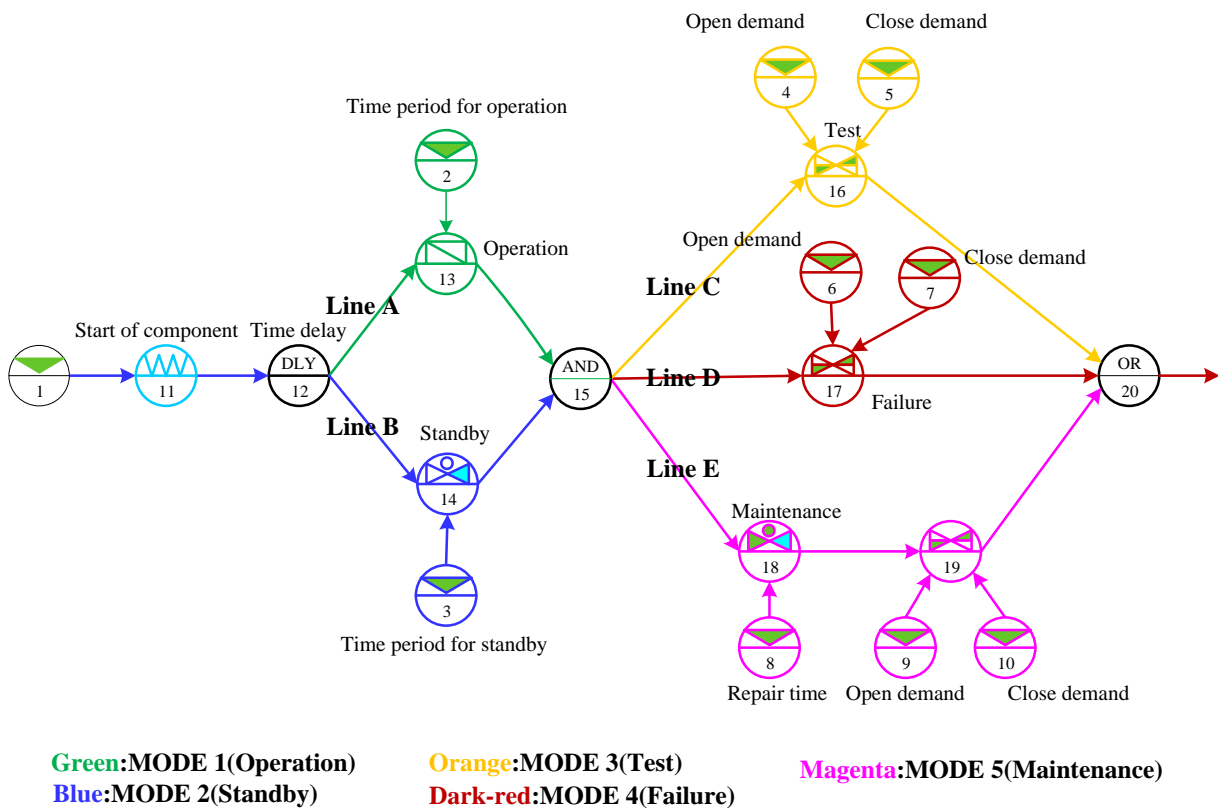 Open demand
Close demand
4
5
Time period for operation
Test
2
16
Open demand
Operation
Close demand
13
Line C
6
7
Line A
Start of component
Time delay
DLY
AND
Line D
OR
1
11
12
15
17
20
Failure
Line B
Standby
Line E
14
Maintenance
18
19
3
Time period for standby
8
9
10
Repair time
Open demand
Close demand
Green:MODE 1(Operation)
Orange:MODE 3(Test)
Magenta:MODE 5(Maintenance)
Blue:MODE 2(Standby)
Dark-red:MODE 4(Failure)